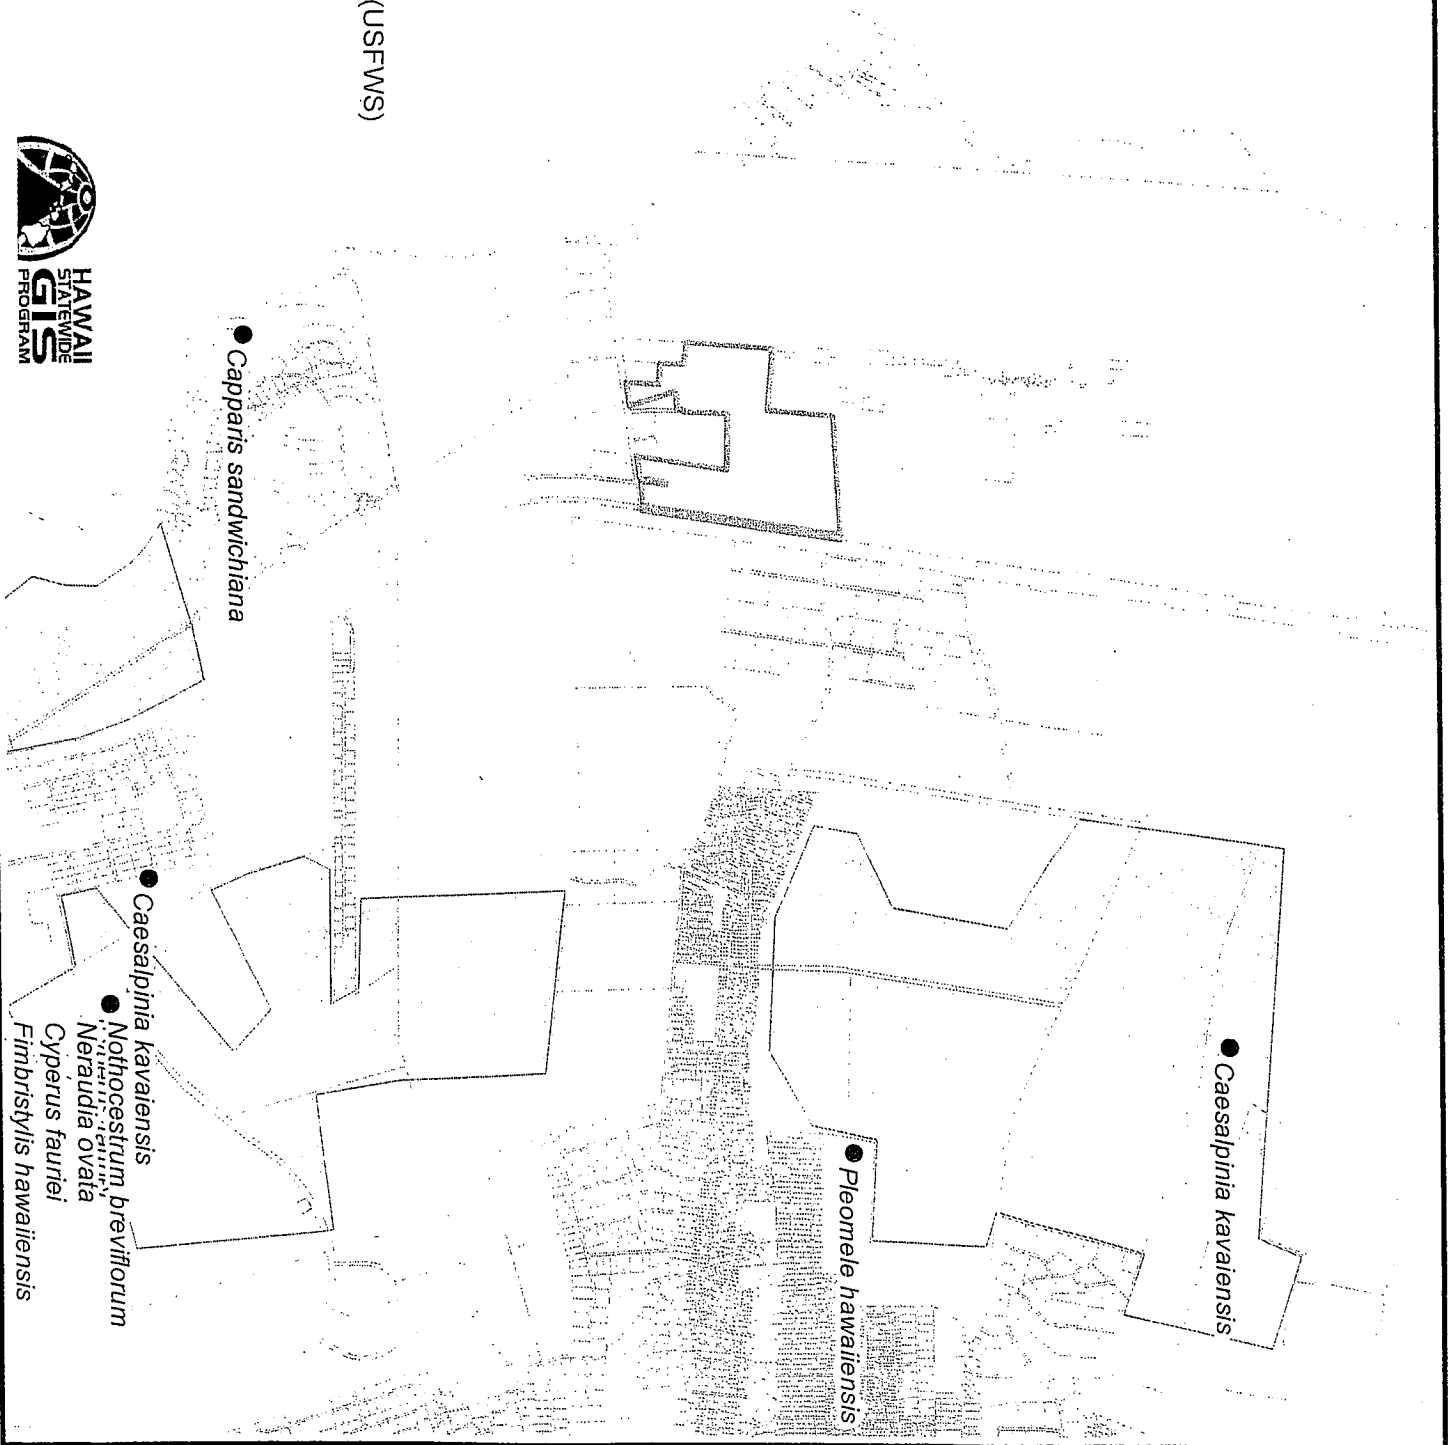 Caesalpinia kavaiensis
Pleomele hawaiiensis
(USFWS)
Capparis sandwichiana
Caesalpinia kavaiensis
Nothocestrum breviflorum
Neraudia ovata
Cyperus fauriei
Fimbristylis hawaiiensis
HAWAII
STATEWIDE
GIS
PROGRAM